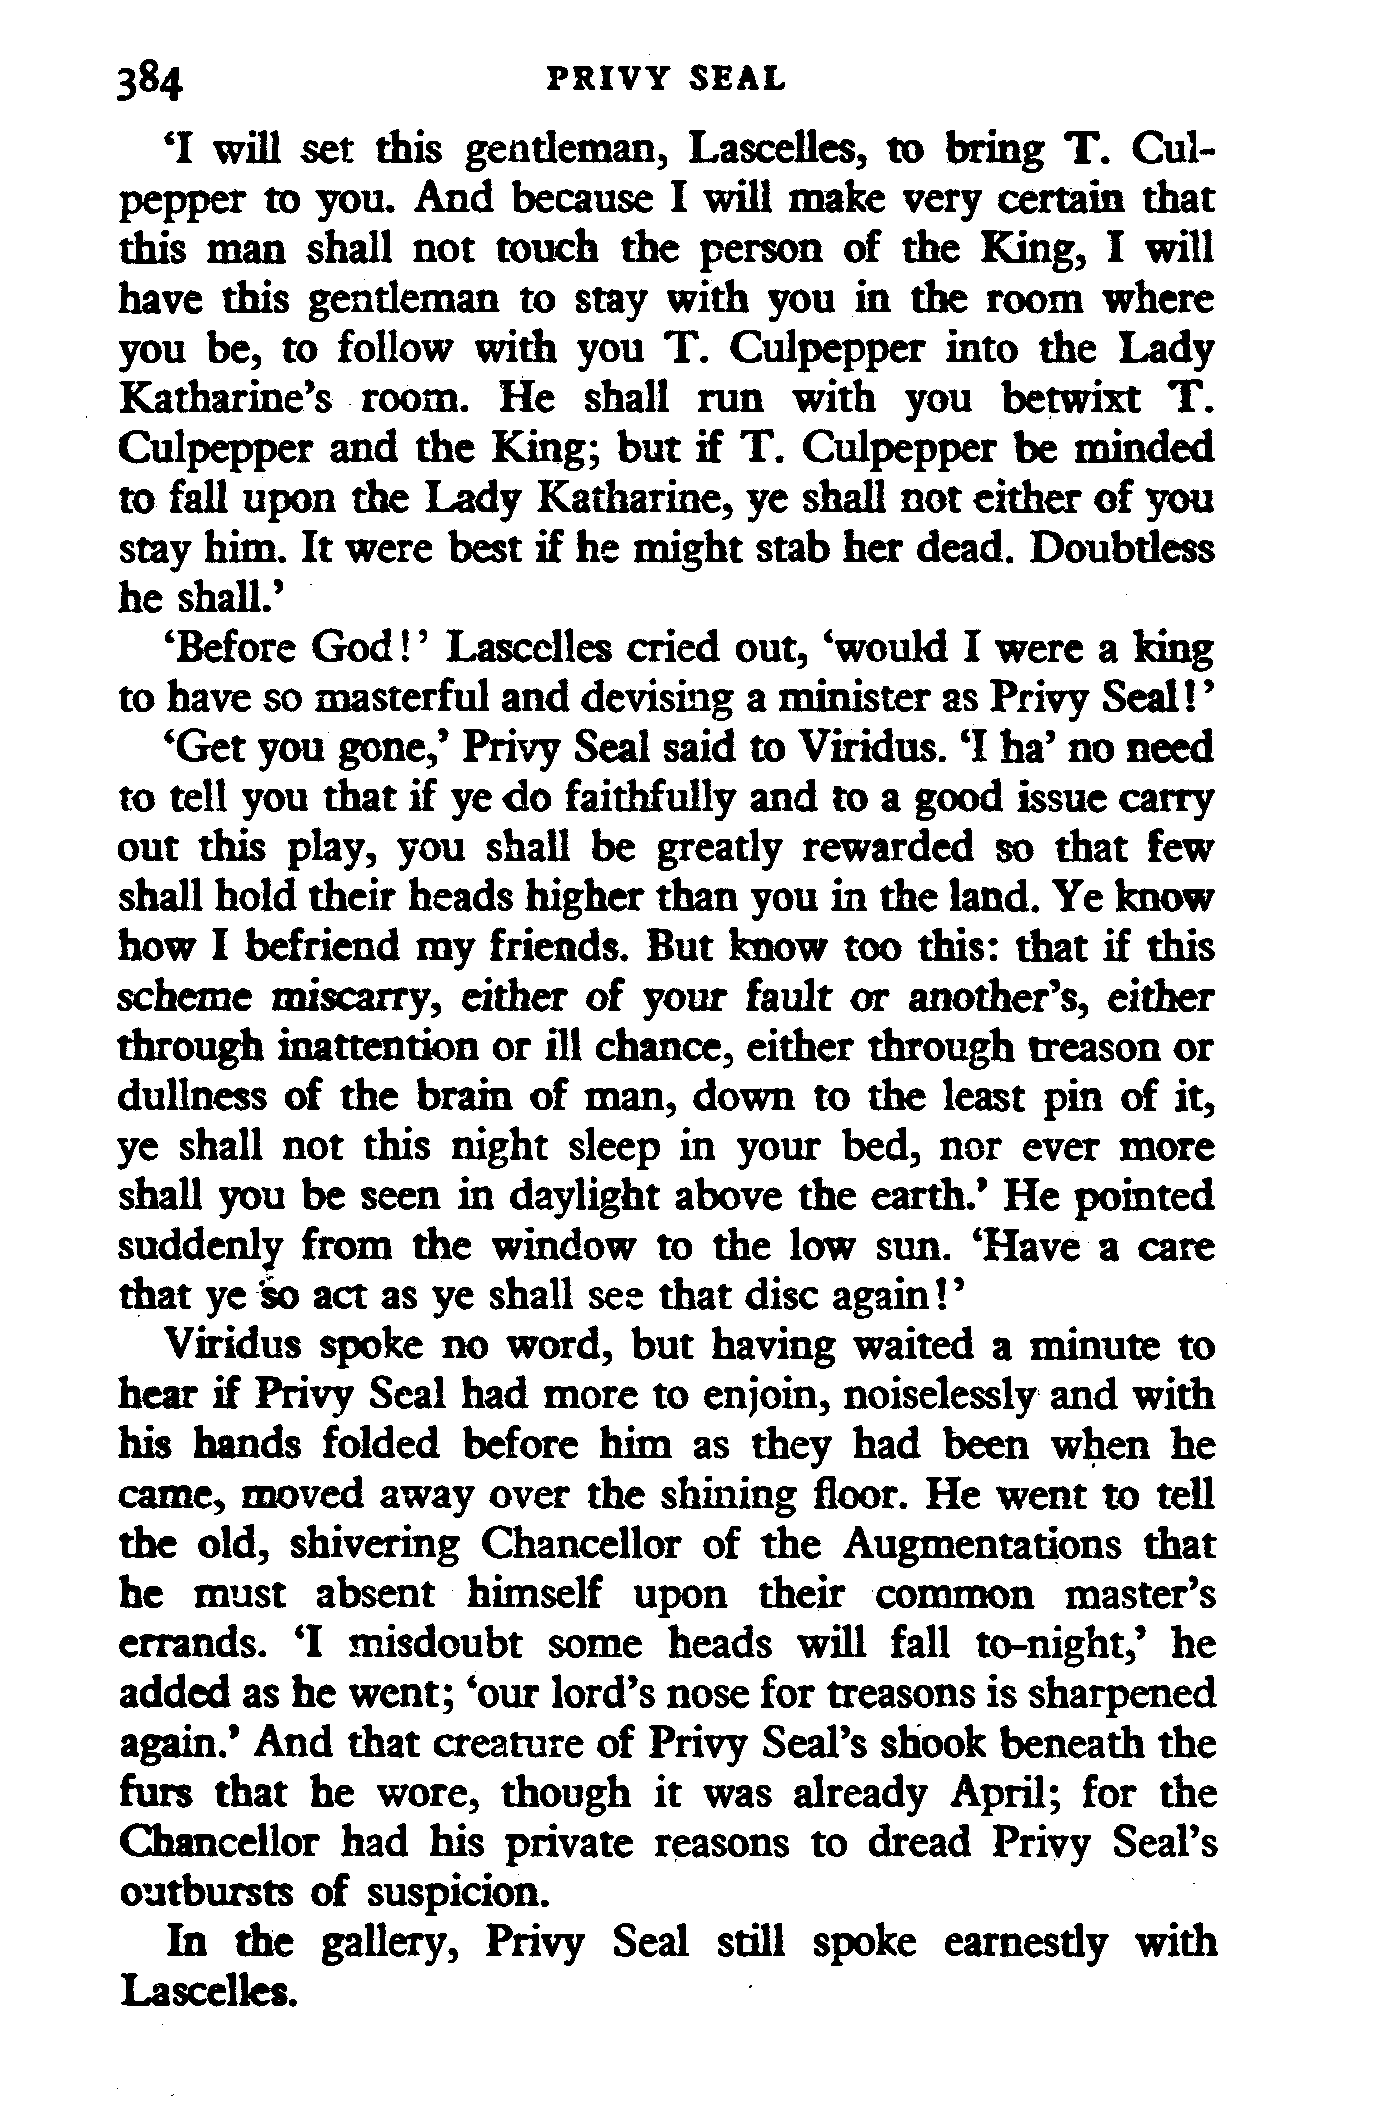 384 PRIVY SEAL
‘I will set this gentleman, Lascelles, to bring T. Cul-
pepper to you. And because I will make very certain that
this man shall not touch the person of the King, I will
have this gentleman to stay with you in the room where
you be, to follow with you T. Culpepper into the Lady
Katharine’s room. He shall run with you betwixt T.
Culpepper and the King; but if T. Culpepper be minded
to fall upon the Lady Katharine, ye shall not either of you
stay him. It were best if he might stab her dead. Doubtless
he shall.’
‘Before God!’ Lascelles cried out, ‘would I were a king
to have so masterful and devising a minister as Privy Seal!’
‘Get you gone,’ Privy Seal said to Viridus. ‘I ha’ no need
to tell you that if ye do faithfully and to a good issue carry
out this play, you shall be greatly rewarded so that few
shall hold their heads higher than you in the land. Ye know
how I befriend my friends. But know too this: that if this
scheme miscarry, either of your fault or another’s, either
through inattention or ill chance, either through treason or
dullness of the brain of man, down to the least pin of it,
ye shall not this night sleep in your bed, nor ever more
shall you be seen in daylight above the earth.’ He pointed
suddenly from the window to the low sun. ‘Have a care
that ye so act as ye shall see that disc again!’
Viridus spoke no word, but having waited a minute to
hear if Privy Seal had more to enjoin, noiselessly and with
his hands folded before him as they had been when he
came, moved away over the shining floor. He went to tell
the old, shivering Chancellor of the Augmentations that
he must absent himself upon their common master’s
errands. ‘I misdoubt some heads will fall to-night,’ he
added as he went; ‘our lord’s nose for treasons is sharpened
again.’ And that creature of Privy Seal’s shook beneath the
furs that he wore, though it was already April; for the
Chancellor had his private reasons to dread Privy Seal’s
outbursts of suspicion.
In the gallery, Privy Seal still spoke earnestly with
Lascelles.